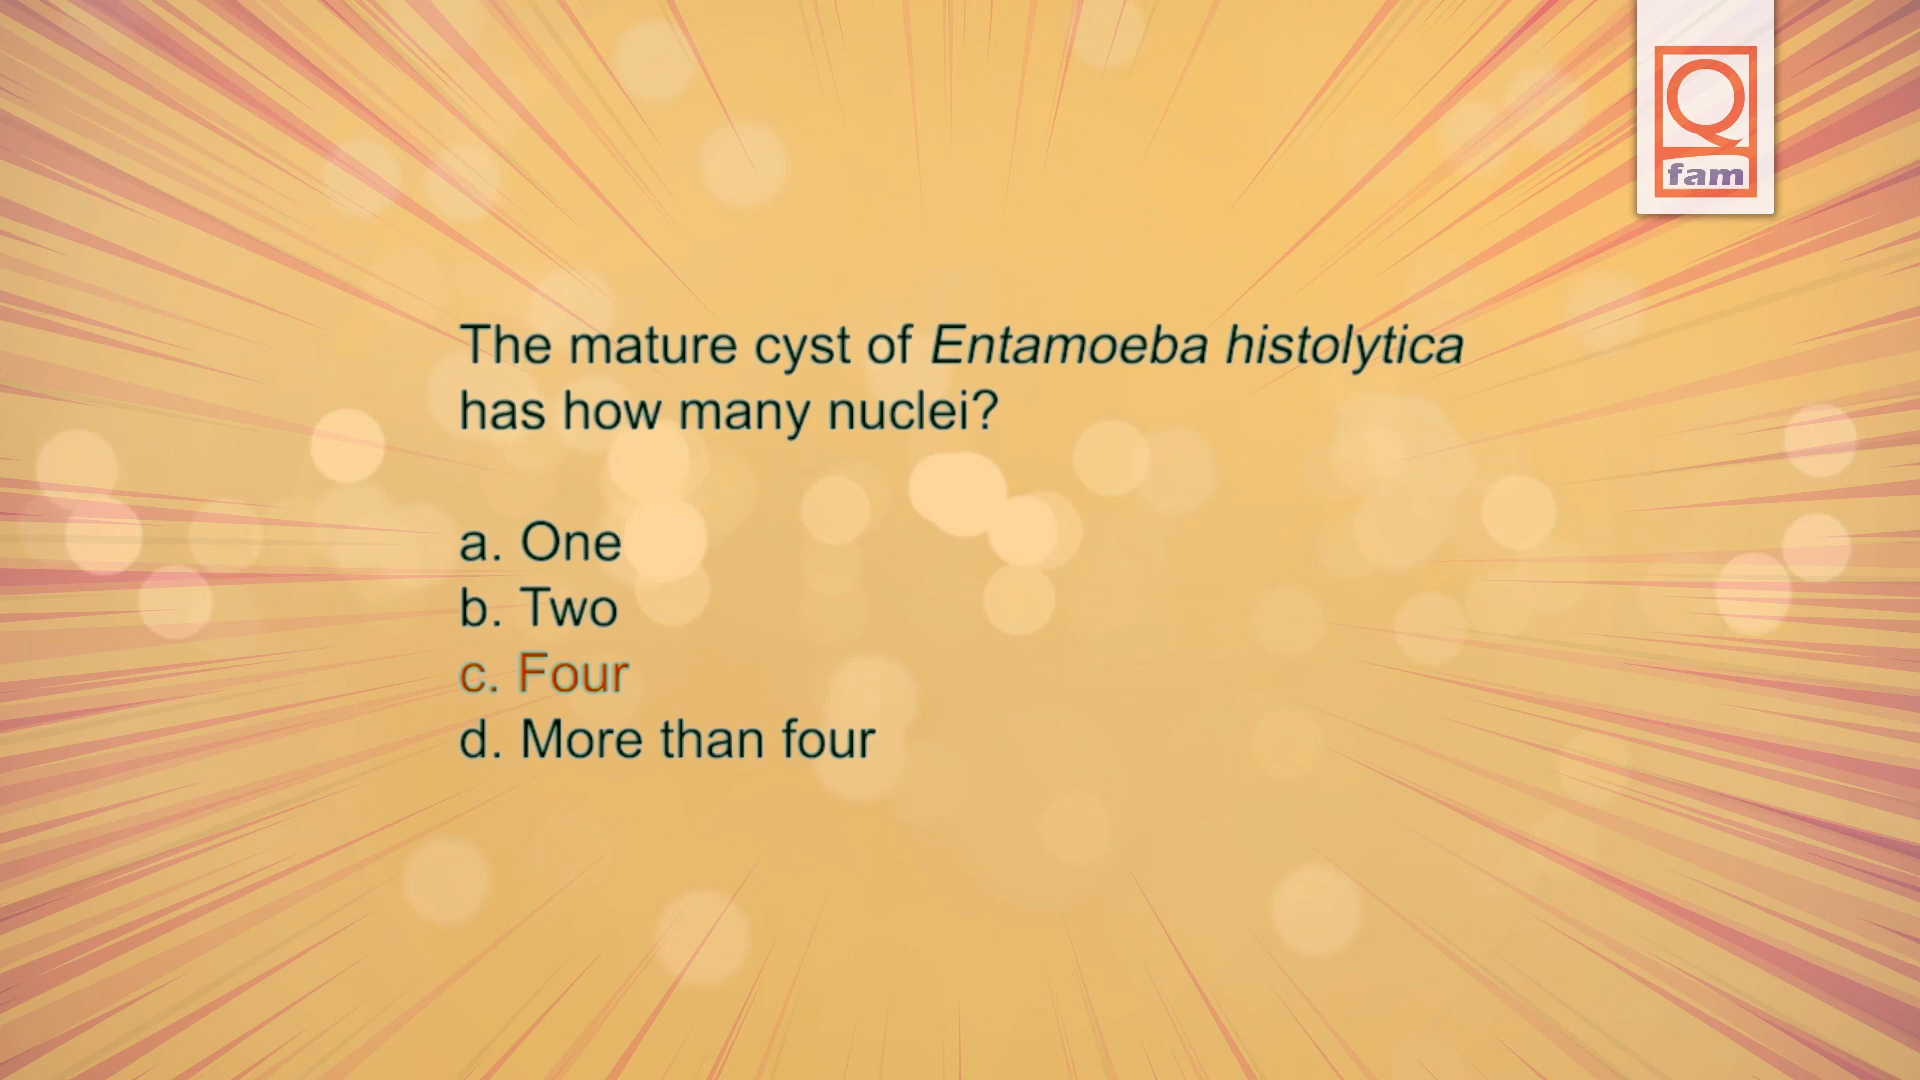 Q
fam
The mature cyst of Entamoeba histolytica
has how many nuclei?
a. One
b. Two
c. Four
d. More than four